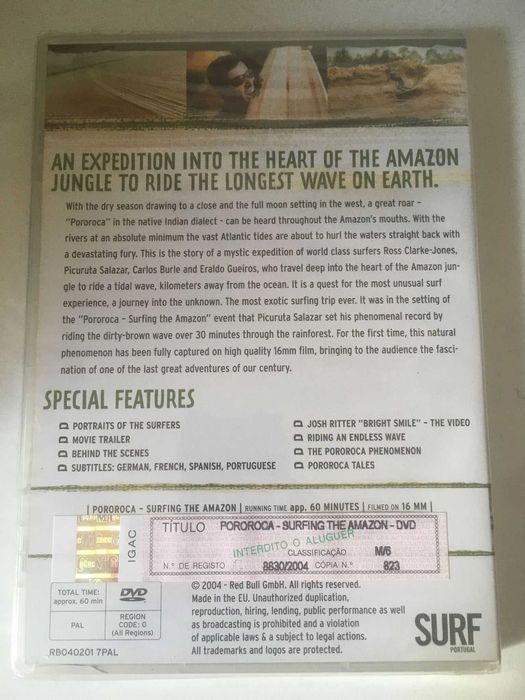 AN EXPEDITION INTO THE HEART OF THE AMAZON
JUNGLE TO RIDE THE LONGEST WAVE ON EARTH.
With the dry season drawing to a close and the full moon setting in the west, a great roar -
"Pororoca" in the native Indian dialect - can be heard throughout the Amazon's mouths. With the
rivers at an absolute minimum the vast Atlantic tides are about to hurl the waters straight back with
a devastating fury. This is the story of a mystic expedition of world class surfers Ross Clarke-Jones,
Picuruta Salazar, Carlos Burle and Eraldo Gueiros, who travel deep into the heart of the Amazon jun-
gle to ride a tidal wave, kilometers away from the ocean. It is a quest for the most unusual surf
experience, a journey into the unknown. The most exotic surfing trip ever. It was in the setting of
the "Pororoca - Surfing the Amazon" event that Picuruta Salazar set his phenomenal record by
riding the dirty-brown wave over 30 minutes through the rainforest. For the first time, this natural
phenomenon has been fully captured on high quality 16mm film, bringing to the audience the fasci-
nation of one of the last great adventures of our century.
SPECIAL FEATURES
PORTRAITS OF THE SURFERS
MOVIE TRAILER
BEHIND THE SCENES
SUBTITLES: GERMAN, FRENCH, SPANISH, PORTUGUESE
JOSH RITTER "BRIGHT SMILE" - THE VIDEO
RIDING AN ENDLESS WAVE
THE POROROCA PHENOMENON
POROROCA TALES
| POROROCA - SURFING THE AMAZON | RUNNING TIME app. 60 MINUTES | FILMED ON 16 MM |
IGAC
TÍTULO POROROCA - SURFING THE AMAZON - DVD
INTERDITO O ALUGUER
CLASSIFICAÇÃO M/6
N.º DE REGISTO 8830/2004 CÓPIA N.º 823
TOTAL TIME:
approx. 60 min
DVD
PAL
REGION
CODE: 0
(All Regions)
RB040201 7PAL
© 2004 - Red Bull GmbH. All rights reserved.
Made in the EU. Unauthorized duplication,
reproduction, hiring, lending, public performance as well
as broadcasting is prohibited and a violation
of applicable laws & a subject to legal actions.
All trademarks and logos are protected.
SURF
PORTUGAL